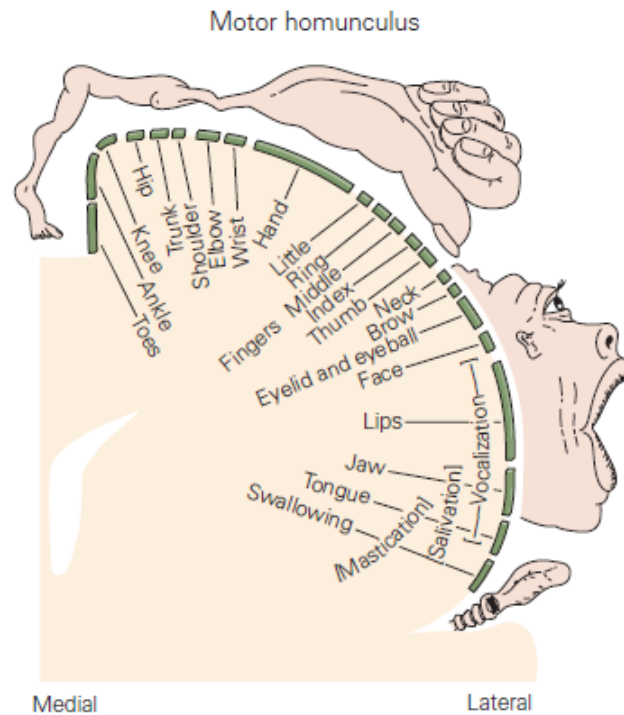 Motor homunculus
Toes
Ankle
Knee
Hip
Trunk
Shoulder
Elbow
Wrist
Hand
Fingers
Little
Ring
Middle
Index
Thumb
Neck
Brow
Eyelid and eyeball
Face
Lips
Jaw
Tongue
Swallowing
[Mastication]
Salivation]
Vocalization
Medial
Lateral